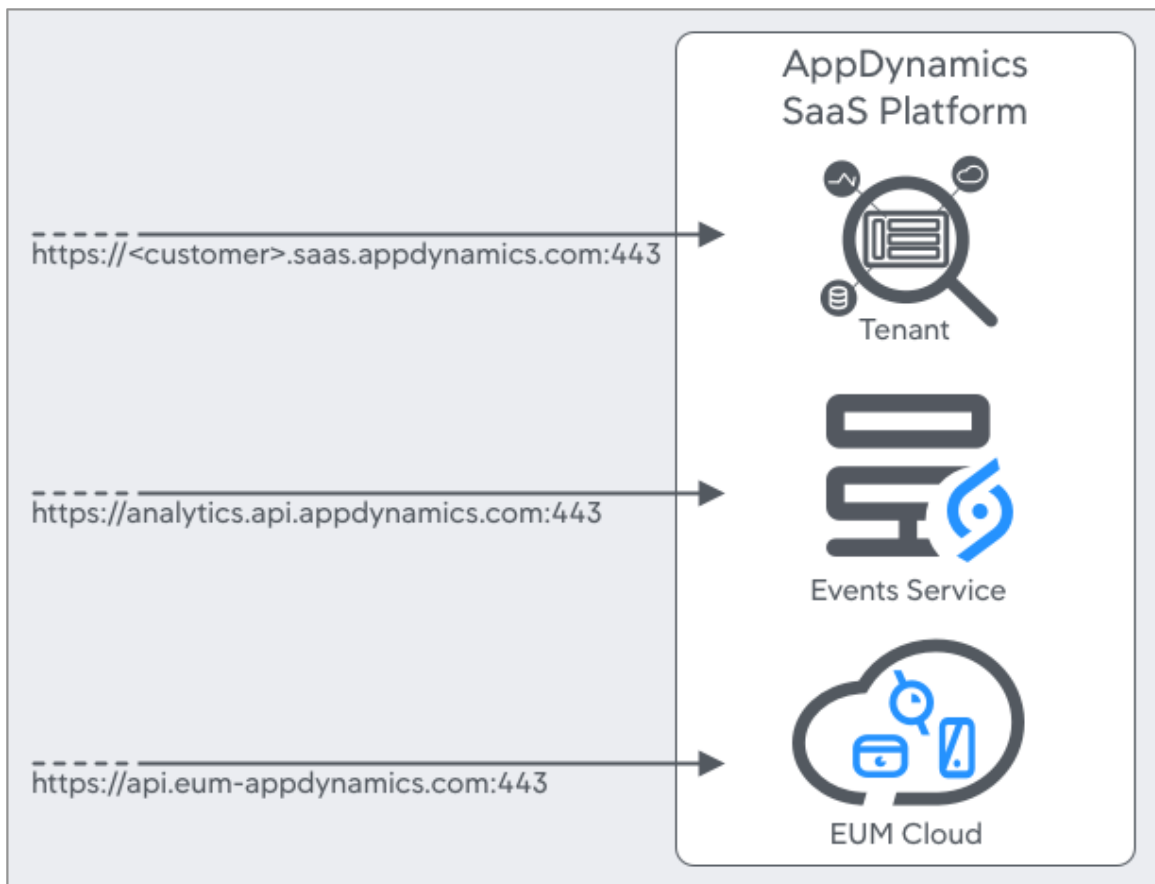 AppDynamics
SaaS Platform
https://<customer>.saas.appdynamics.com:443
Tenant
https://analytics.api.appdynamics.com:443
Events Service
https://api.eum-appdynamics.com:443
EUM Cloud